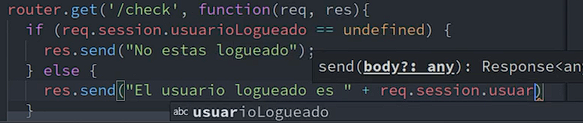 router.get('/check', function(req, res){
if (req.session.usuarioLogueado == undefined) {
res.send("No estas logueado");
} else {
send(body?: any): Response<an
res.send("El usuario logueado es " + req.session.usuar)
}
abc usuarioLogueado